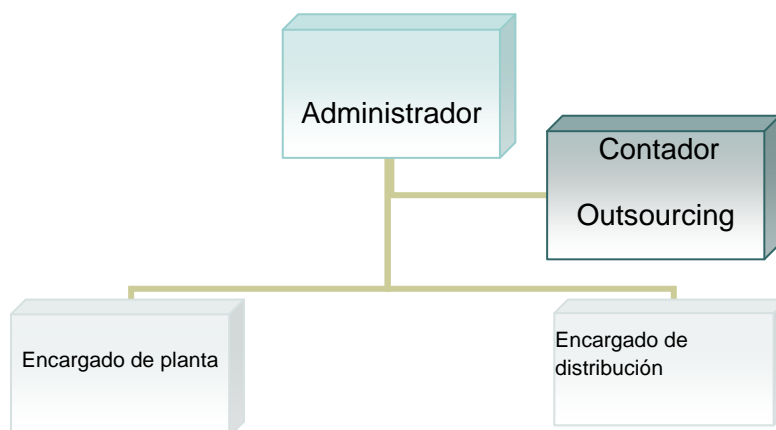 Administrador
Contador
Outsourcing
Encargado de planta
Encargado de
distribución